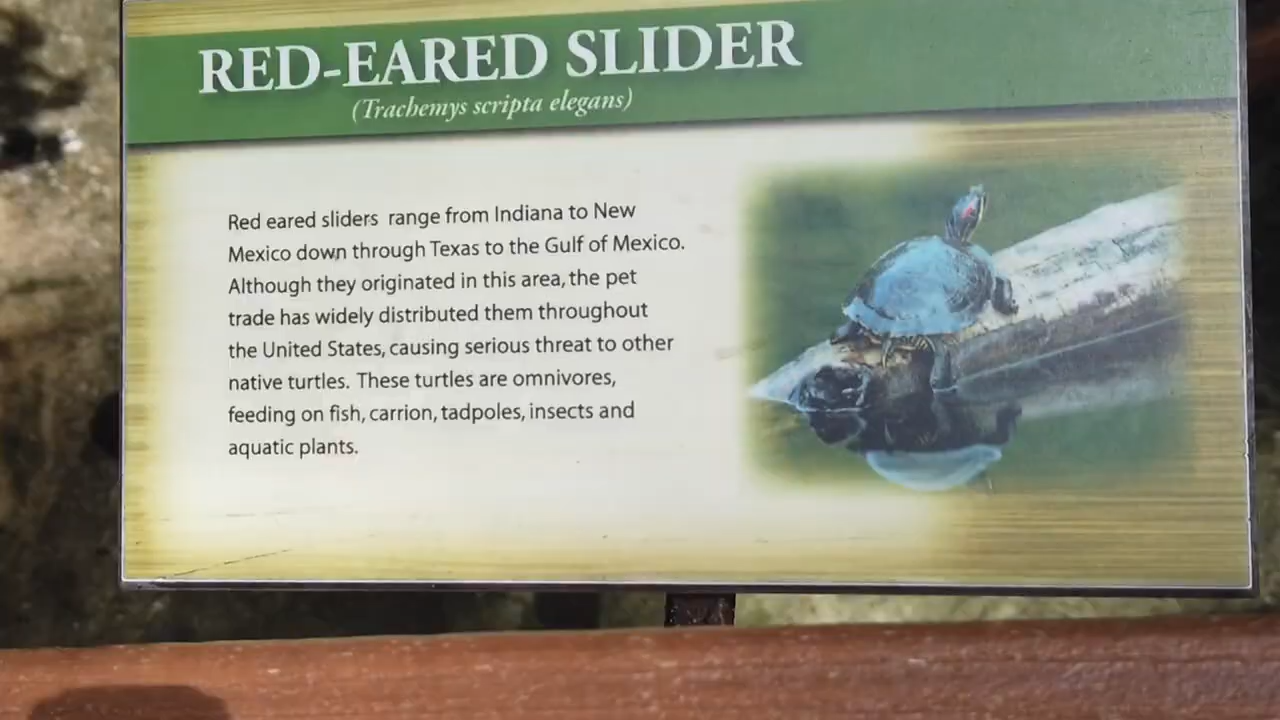 RED-EARED SLIDER
(Trachemys scripta elegans)
Red eared sliders range from Indiana to New
Mexico down through Texas to the Gulf of Mexico.
Although they originated in this area, the pet
trade has widely distributed them throughout
the United States, causing serious threat to other
native turtles. These turtles are omnivores,
feeding on fish, carrion, tadpoles, insects and
aquatic plants.